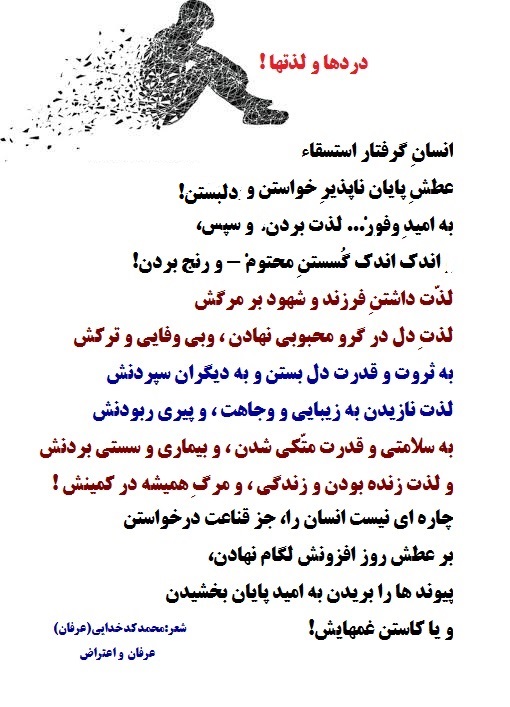 دردها و لذتها !
انسانِ گرفتار استسقاء
عطشِ پایان ناپذیرِ خواستن و دلبستن!
به امیدِ وفور... لذت بردن، و سپس،
اندک اندک گُسستنِ محتوم – و رنج بردن!
لذّت داشتنِ فرزند و شهود بر مرگش
لذتِ دل در گرو محبوبی نهادن ، وبی وفایی و ترکش
به ثروت و قدرت دل بستن و به دیگران سپردنش
لذت نازیدن به زیبایی و وجاهت ، و پیری ربودنش
به سلامتی و قدرت متّکی شدن ، و بیماری و سستی بردنش
و لذت زنده بودن و زندگی ، و مرگِ همیشه در کمینش !
چاره ای نیست انسان را، جز قناعت درخواستن
بر عطش روز افزونش لگام نهادن،
پیوند ها را بریدن به امید پایان بخشیدن
و یا کاستن غمهایش!
شعر:محمدکدخدایی(عرفان)
عرفان و اعتراض